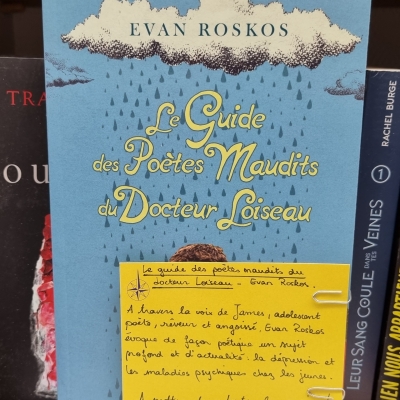 EVAN ROSKOS
Le Guide
des Poètes Maudits
du Docteur Loiseau
Le guide des poètes maudits du
docteur Loiseau - Evan Roskos.
A travers la voix de James, adolescent
poète, rêveur et angoissé, Evan Roskos
évoque de façon poétique un sujet
profond et d'actualité: la dépression et
les maladies psychiques chez les jeunes.
TRA
ou
RACHEL BURGE
1
LEUR SANG COULE DANS TES VEINES